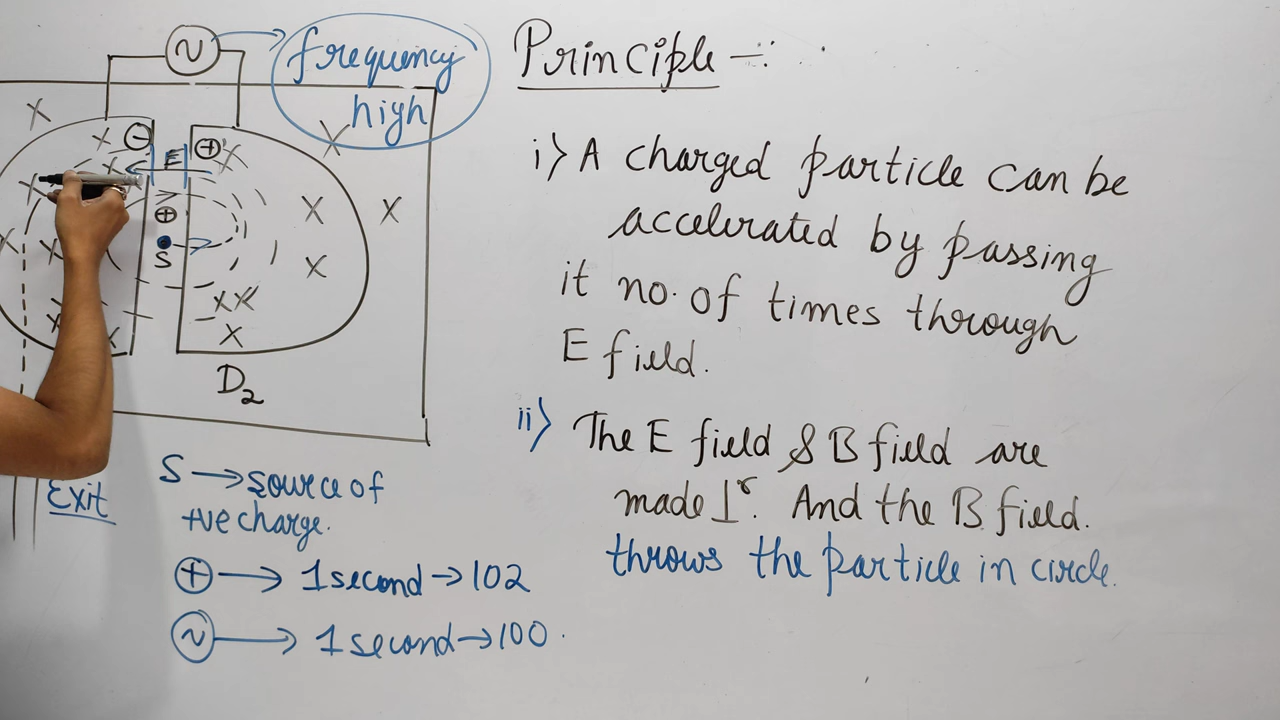 frequency
high
E
S
D2
Exit
S → source of
+ve charge.
⊕ → 1 second → 102
~ → 1 second → 100
Principle -:
i> A charged particle can be
accelerated by passing
it no. of times through
E field.
ii> The E field & B field are
made ⊥r. And the B field.
throws the particle in circle.